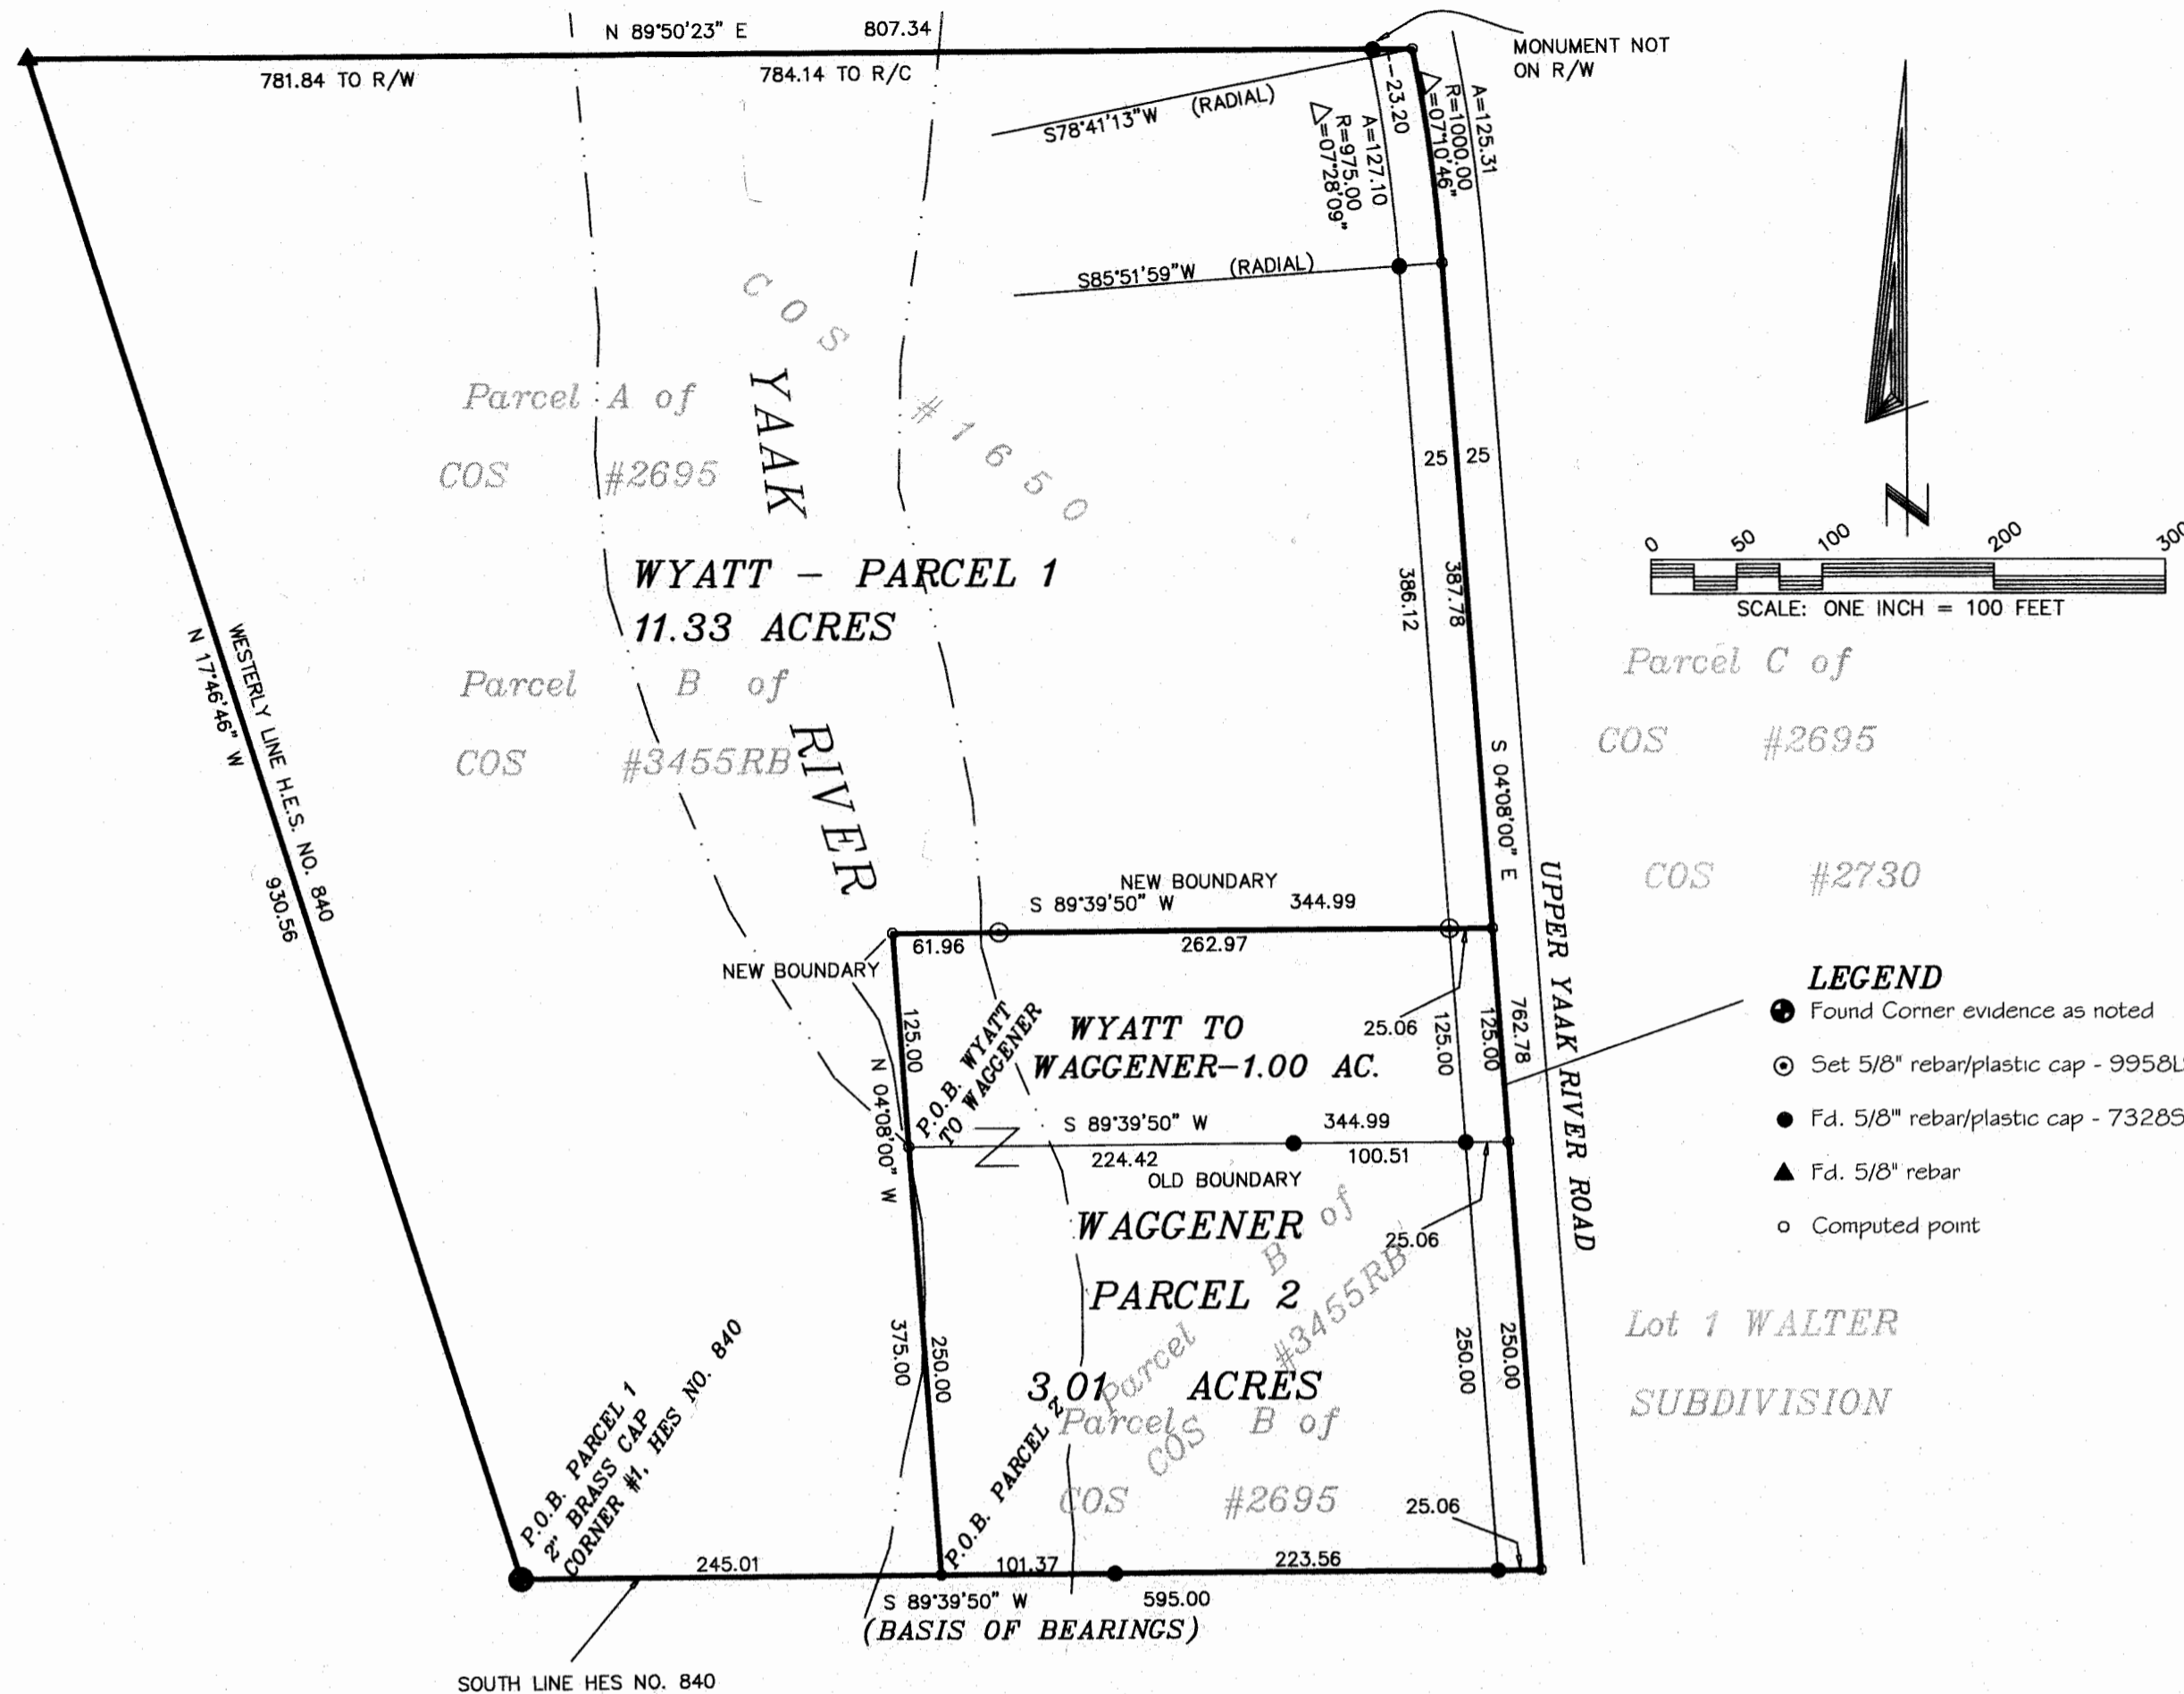 N 89°50'23" E 807.34
781.84 TO R/W 784.14 TO R/C
MONUMENT NOT
ON R/W
S78°41'13"W (RADIAL)
23.20
A=125.31
R=1000.00
△=07°10'46"
A=127.10
R=975.00
△=07°28'09"
S85°51'59"W (RADIAL)
COS #1650
Parcel A of
COS #2695
YAAK RIVER
WYATT - PARCEL 1
11.33 ACRES
Parcel B of
COS #3455RB
25 25
386.12
387.78
S 04°08'00" E
N
0 50 100 200 300
SCALE: ONE INCH = 100 FEET
Parcel C of
COS #2695
COS #2730
WESTERLY LINE H.E.S. NO. 840
N 17°46'46" W
930.56
NEW BOUNDARY
S 89°39'50" W 344.99
61.96 262.97
NEW BOUNDARY
125.00
N 04°08'00" W
P.O.B. WYATT
TO WAGGENER
WYATT TO
WAGGENER-1.00 AC.
25.06
125.00
125.00
762.78
UPPER YAAK RIVER ROAD
LEGEND
Found Corner evidence as noted
Set 5/8" rebar/plastic cap - 9958L
Fd. 5/8"' rebar/plastic cap - 7328S
Fd. 5/8" rebar
Computed point
S 89°39'50" W 344.99
224.42 100.51
OLD BOUNDARY
WAGGENER
PARCEL 2
3.01 ACRES
25.06
Parcel B of
COS #3455RB
Parcel B of
COS #2695
375.00
250.00
250.00
250.00
Lot 1 WALTER
SUBDIVISION
P.O.B. PARCEL 1
2" BRASS CAP
CORNER #1, HES NO. 840
P.O.B. PARCEL 2
25.06
245.01 101.37 223.56
S 89°39'50" W 595.00
(BASIS OF BEARINGS)
SOUTH LINE HES NO. 840